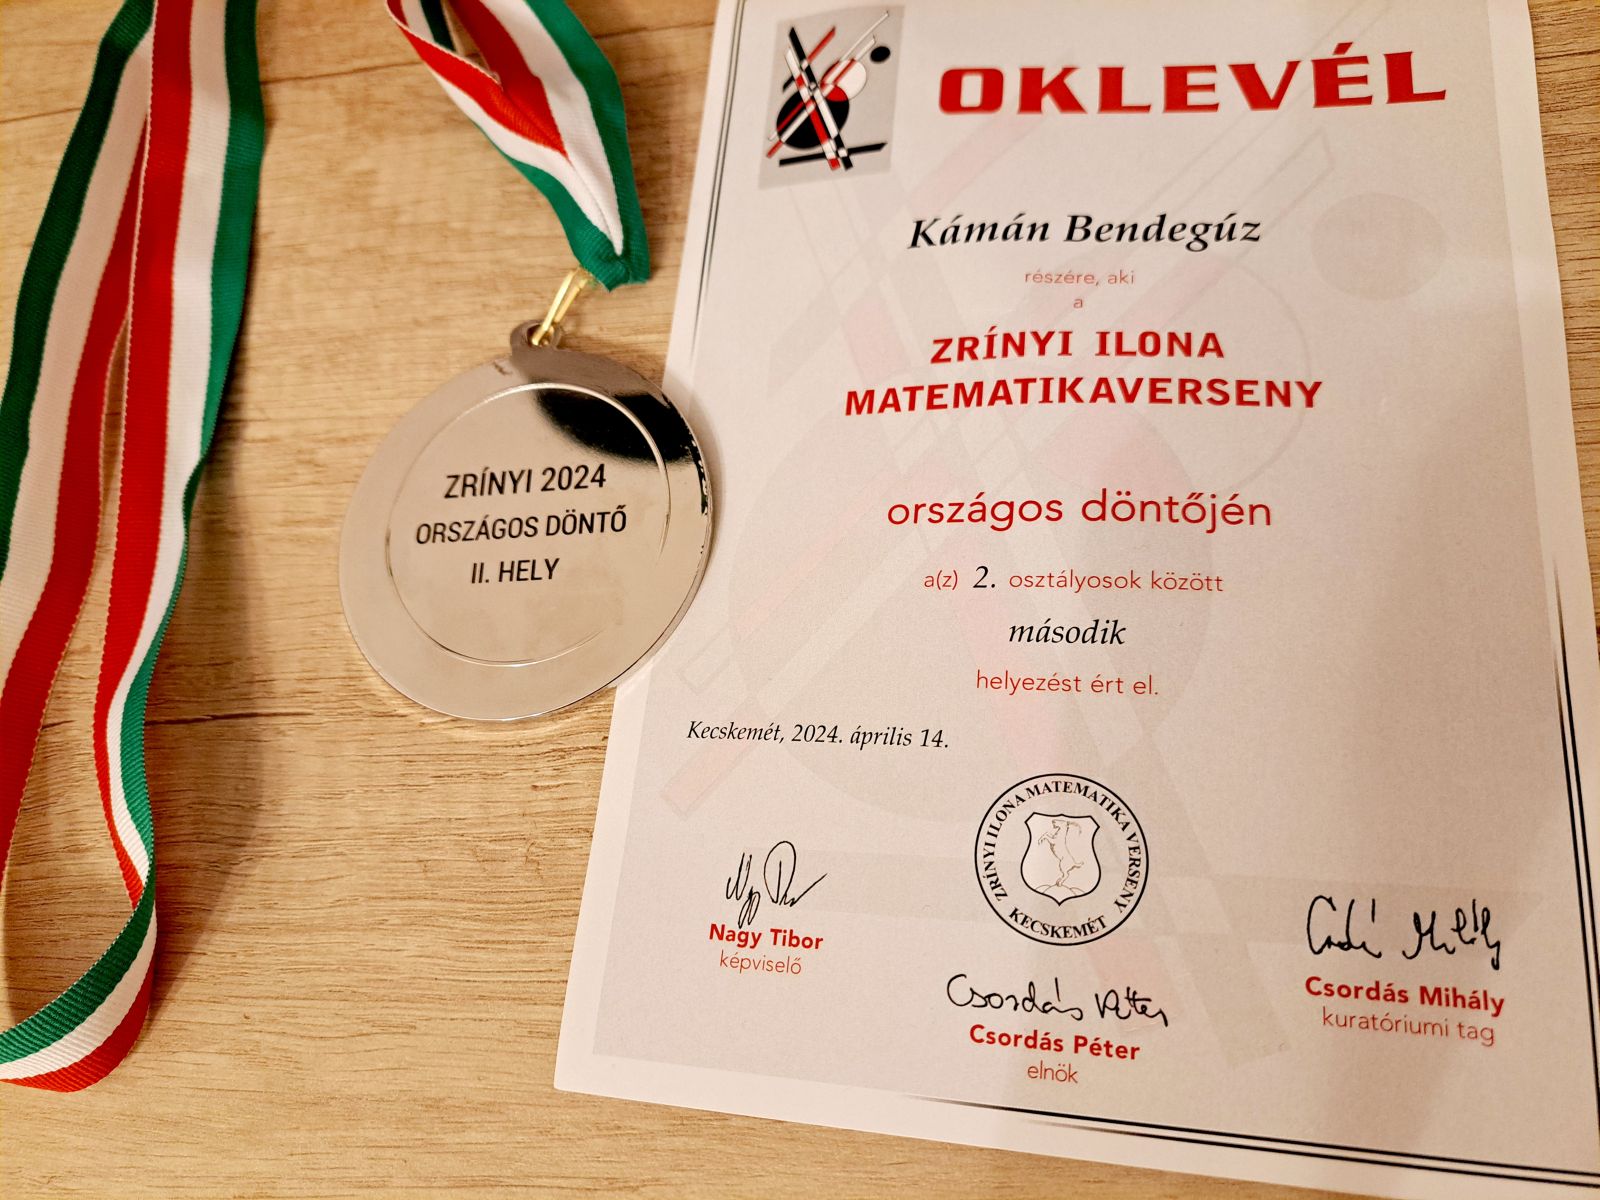 ZRÍNYI 2024
ORSZÁGOS DÖNTŐ
II. HELY
OKLEVÉL
Kámán Bendegúz
részére, aki
a
ZRÍNYI ILONA
MATEMATIKAVERSENY
országos döntőjén
a(z) 2. osztályosok között
második
helyezést ért el.
Kecskemét, 2024. április 14.
ZRÍNYI ILONA MATEMATIKA VERSENY
KECSKEMÉT
Nagy Tibor
képviselő
Csordás Péter
Csordás Péter
elnök
Csordás Mihály
kuratóriumi tag